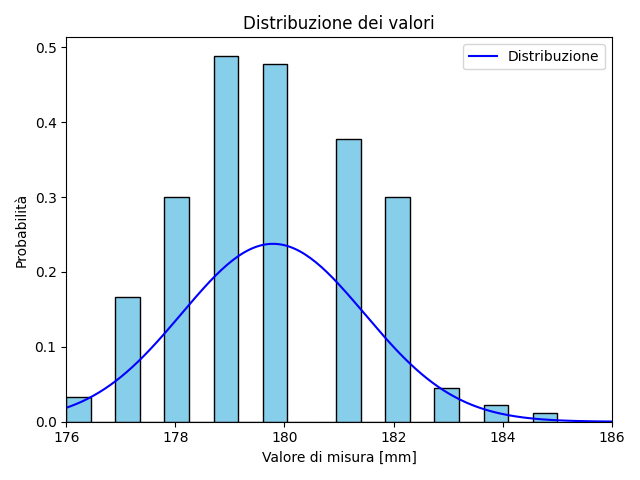 Distribuzione dei valori
Distribuzione
Probabilità
0.5
0.4
0.3
0.2
0.1
0.0
176 178 180 182 184 186
Valore di misura [mm]